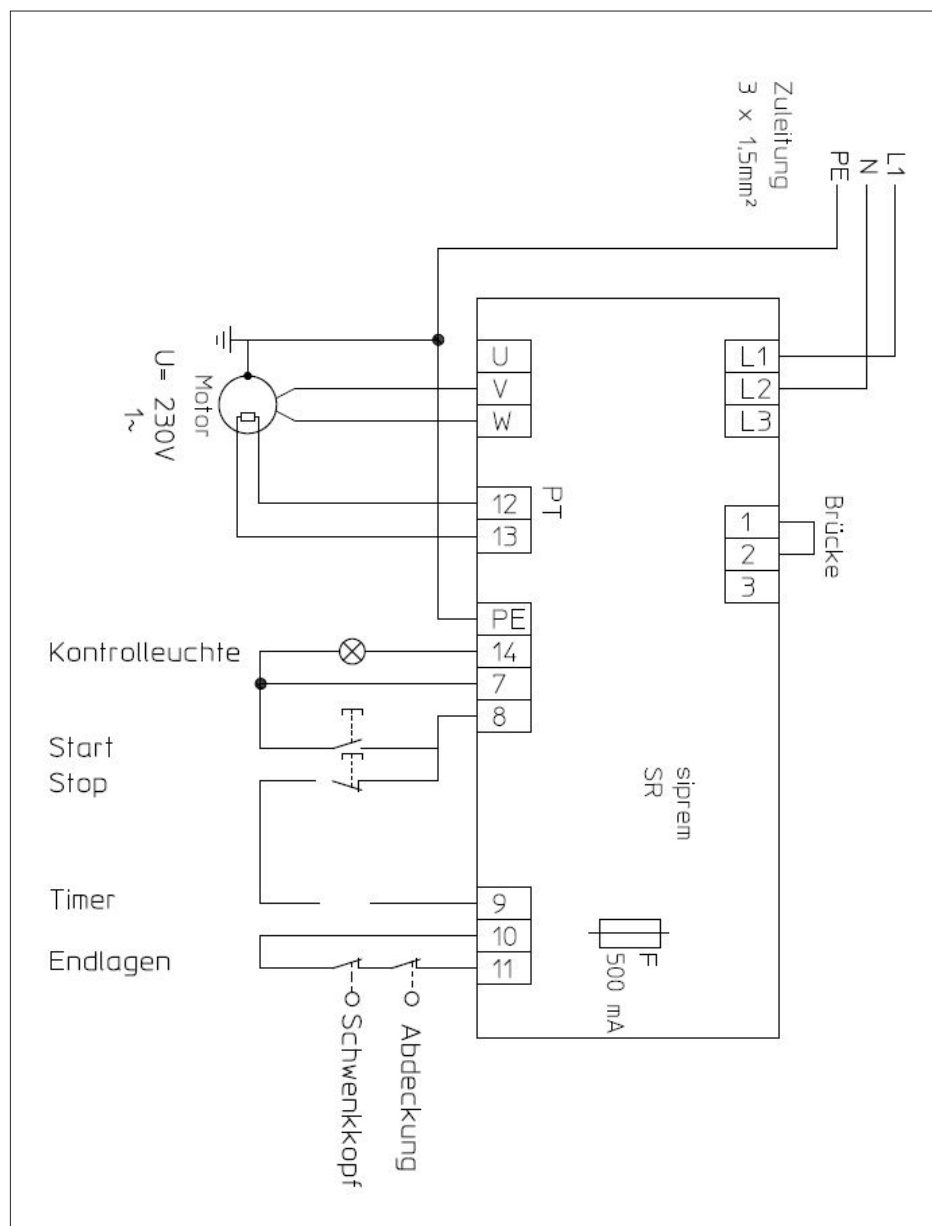 Zuleitung
3 x 1,5mm²
L1
N
PE
U
V
W
L1
L2
L3
Motor
U= 230V
1~
PT
12
13
Brücke
1
2
3
PE
14
7
8
Kontrolleuchte
Start
Stop
siprem
SR
Timer
Endlagen
9
10
11
F
500 mA
Abdeckung
Schwenkkopf